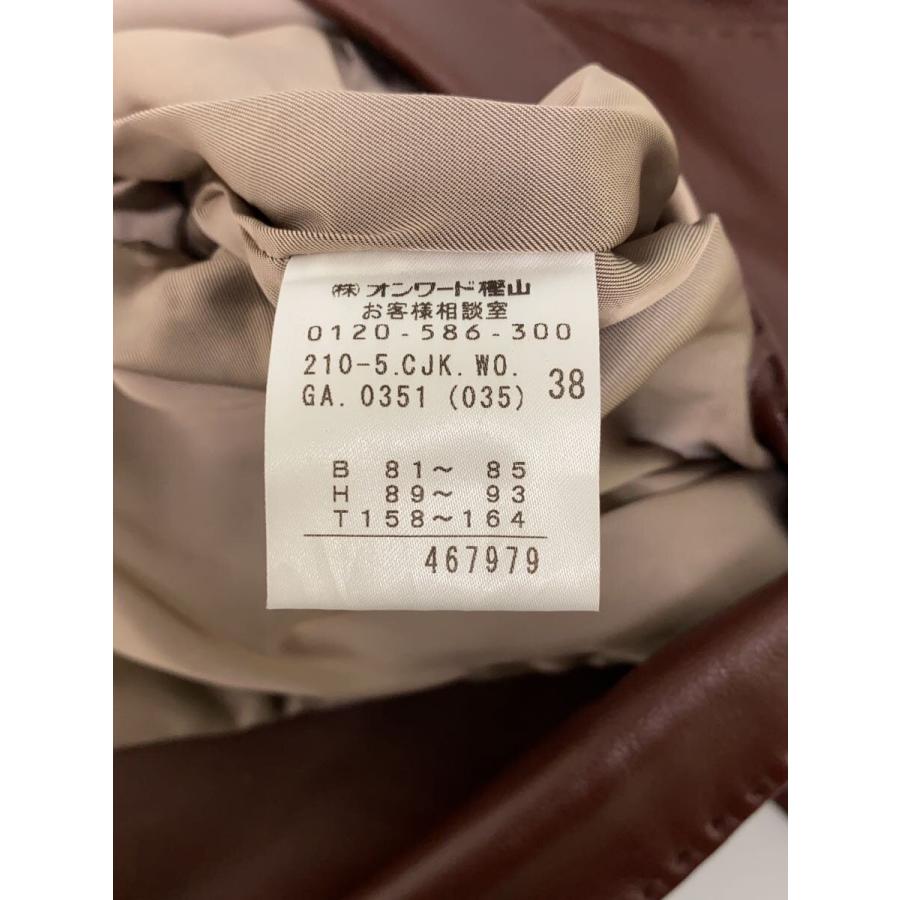 ㈱オンワード樫山
お客様相談室
0120-586-300
210-5.CJK.WO.
GA.0351 (035) 38
B 81～ 85
H 89～ 93
T158～164
467979